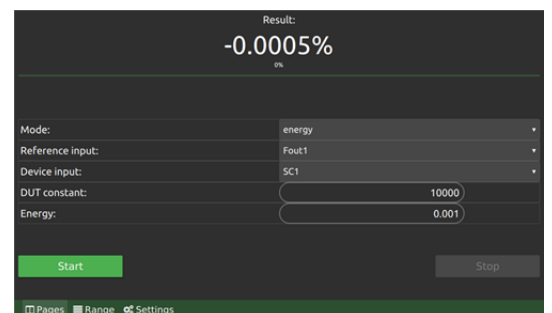 Result:
-0.0005%
0%
Mode: energy
Reference input: Fout1
Device input: SC1
DUT constant: 10000
Energy: 0.001
Start Stop
Pages Range Settings